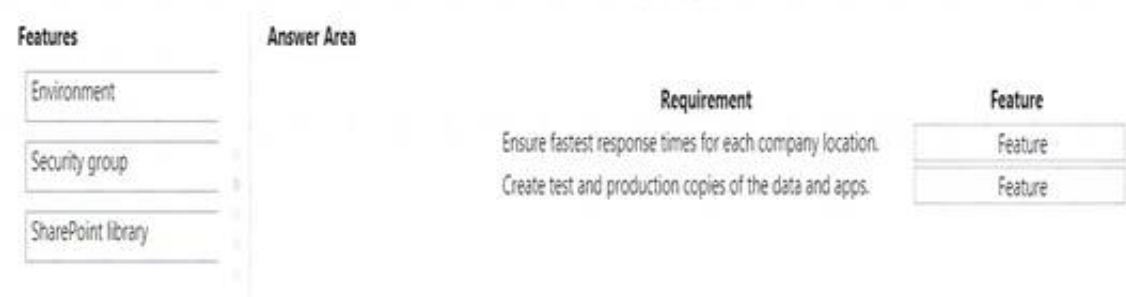 Features
Answer Area
Environment
Security group
SharePoint library
Requirement Feature
Ensure fastest response times for each company location. Feature
Create test and production copies of the data and apps. Feature